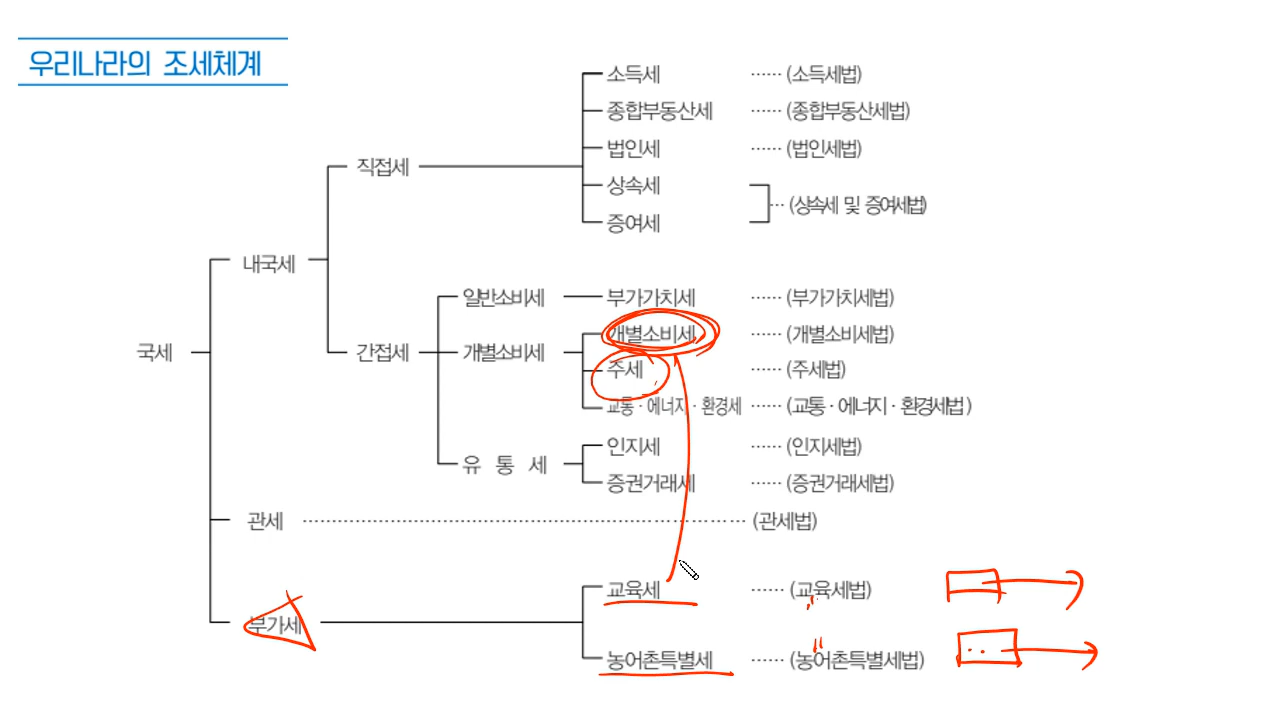 우리나라의 조세체계
소득세 ······ (소득세법)
종합부동산세 ······ (종합부동산세법)
법인세 ······ (법인세법)
직접세
상속세
··· (상속세 및 증여세법)
증여세
내국세
일반소비세 부가가치세 ······ (부가가치세법)
개별소비세 ······ (개별소비세법)
국세 간접세 개별소비세
주세 ······ (주세법)
교통·에너지·환경세 ······ (교통·에너지·환경세법)
인지세 ······ (인지세법)
유 통 세
증권거래세 ······ (증권거래세법)
관세 ······ (관세법)
교육세 ······ (교육세법)
부가세
농어촌특별세 ······ (농어촌특별세법)